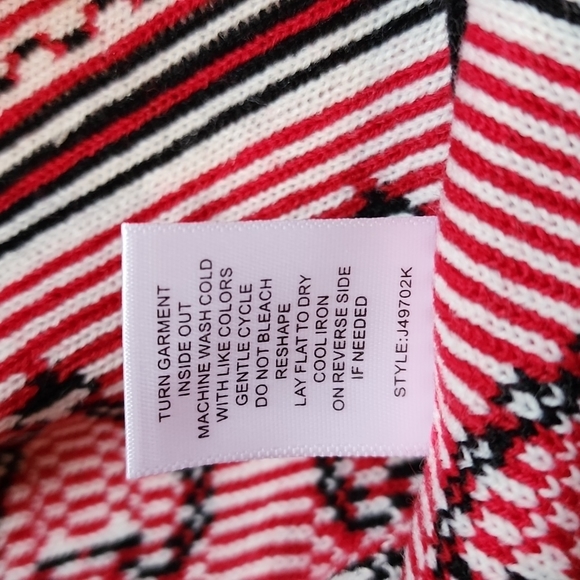 TURN GARMENT
INSIDE OUT
MACHINE WASH COLD
WITH LIKE COLORS
GENTLE CYCLE
DO NOT BLEACH
RESHAPE
LAY FLAT TO DRY
COOL IRON
ON REVERSE SIDE
IF NEEDED
STYLE:J49702K